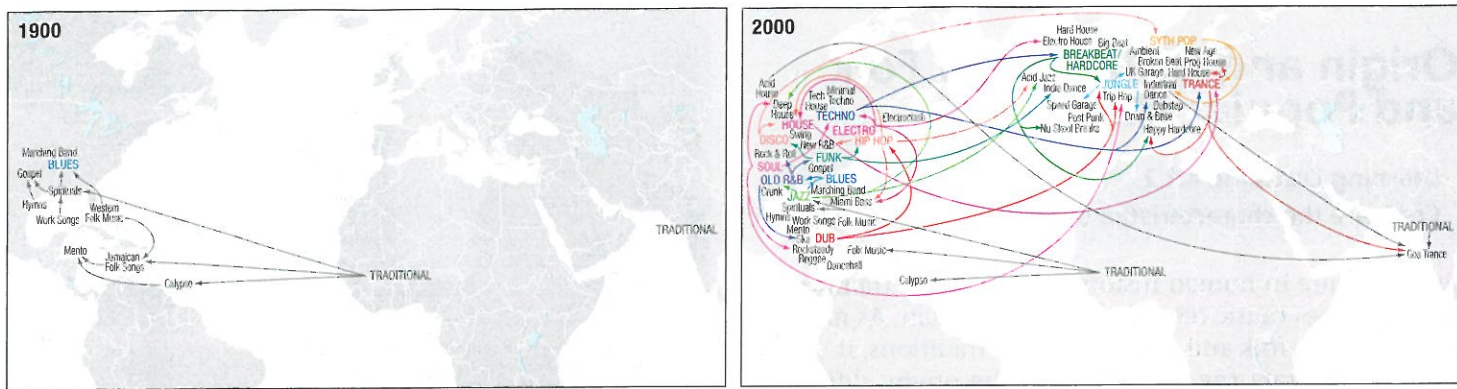 1900
Marching Band
BLUES
Gospel
Spirituals
Hymns
Western
Folk Music
Work Songs
Mento
Jamaican
Folk Songs
Calypso
TRADITIONAL
TRADITIONAL
2000
Hard House
Electro House
Big Beat
SYTH POP
BREAKBEAT/
HARDCORE
Ambient
New Age
Broken Beat
Prog House
UK Garage
Hard House
Acid Jazz
Indie Dance
JUNGLE
Industrial
Dance
TRANCE
Trip Hop
Speed Garage
Dubstep
Post Punk
Drum & Base
Nu Skool Breaks
Happy Hardcore
Acid
House
Deep
House
Tech
House
Minimal
Techno
TECHNO
Electroclash
HOUSE
ELECTRO
DISCO
Swing
New R&B
HIP HOP
Rock & Roll
FUNK
SOUL
Gospel
OLD R&B
BLUES
Crunk
JAZZ
Marching Band
Miami Bass
Spirituals
Hymns
Work Songs
Folk Music
Mento
Ska
DUB
Rocksteady
Reggae
Dancehall
Folk Music
Calypso
TRADITIONAL
TRADITIONAL
Goa Trance